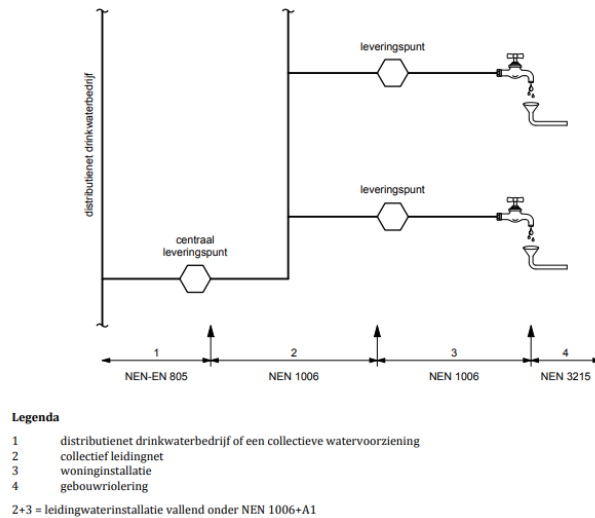 distributienet drinkwaterbedrijf
leveringspunt
leveringspunt
centraal
leveringspunt
1 2 3 4
NEN-EN 805 NEN 1006 NEN 1006 NEN 3215
Legenda
1 distributienet drinkwaterbedrijf of een collectieve watervoorziening
2 collectief leidingnet
3 woninginstallatie
4 gebouwriolering
2+3 = leidingwaterinstallatie vallend onder NEN 1006+A1